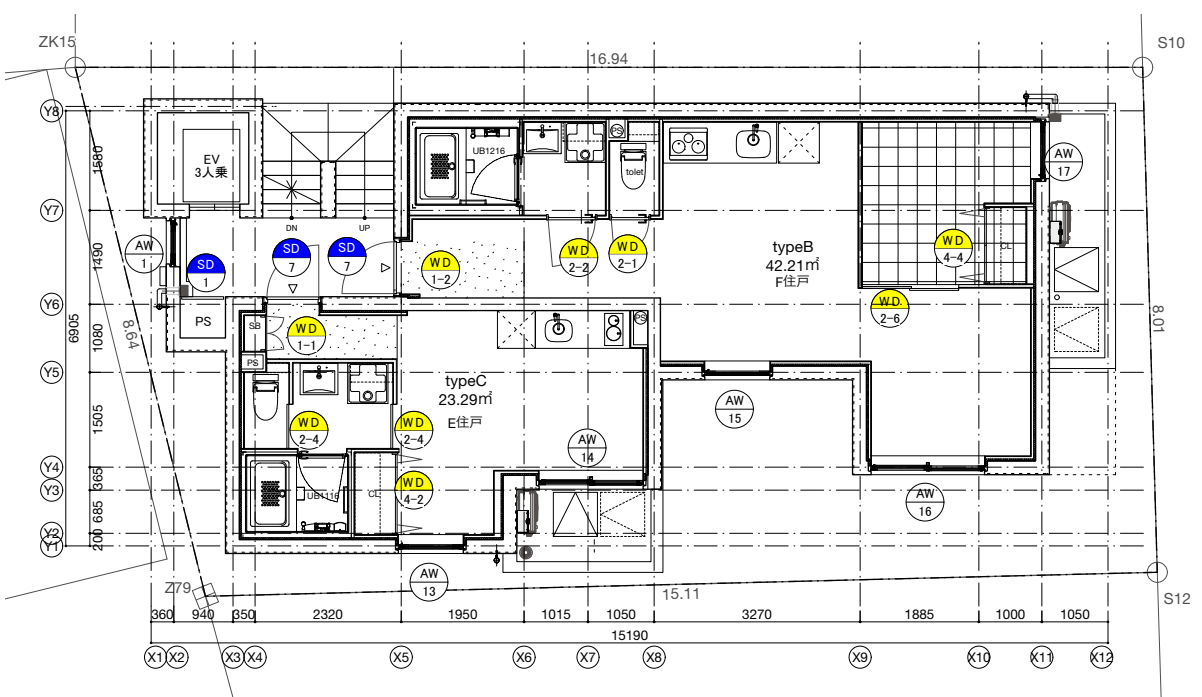 ZK15
S10
16.94
Y8
EV
3人乗
UB1216
PS
tolet
AW
17
1580
Y7
DN
UP
AW
1
SD
1
SD
7
SD
7
WD
1-2
WD
2-2
WD
2-1
typeB
42.21㎡
F住戸
WD
4-4
CL
1490
Y6
PS
SB
WD
1-1
PS
WD
2-6
8.64
8.01
6905
1080
Y5
PS
typeC
23.29㎡
E住戸
AW
15
1505
WD
2-4
WD
2-4
AW
14
Y4
365
Y3
UB1116
CL
WD
4-2
AW
16
685
Y2
200
Y1
Z79
AW
13
15.11
S12
360
940
350
2320
1950
1015
1050
3270
1885
1000
1050
15190
X1
X2
X3
X4
X5
X6
X7
X8
X9
X10
X11
X12